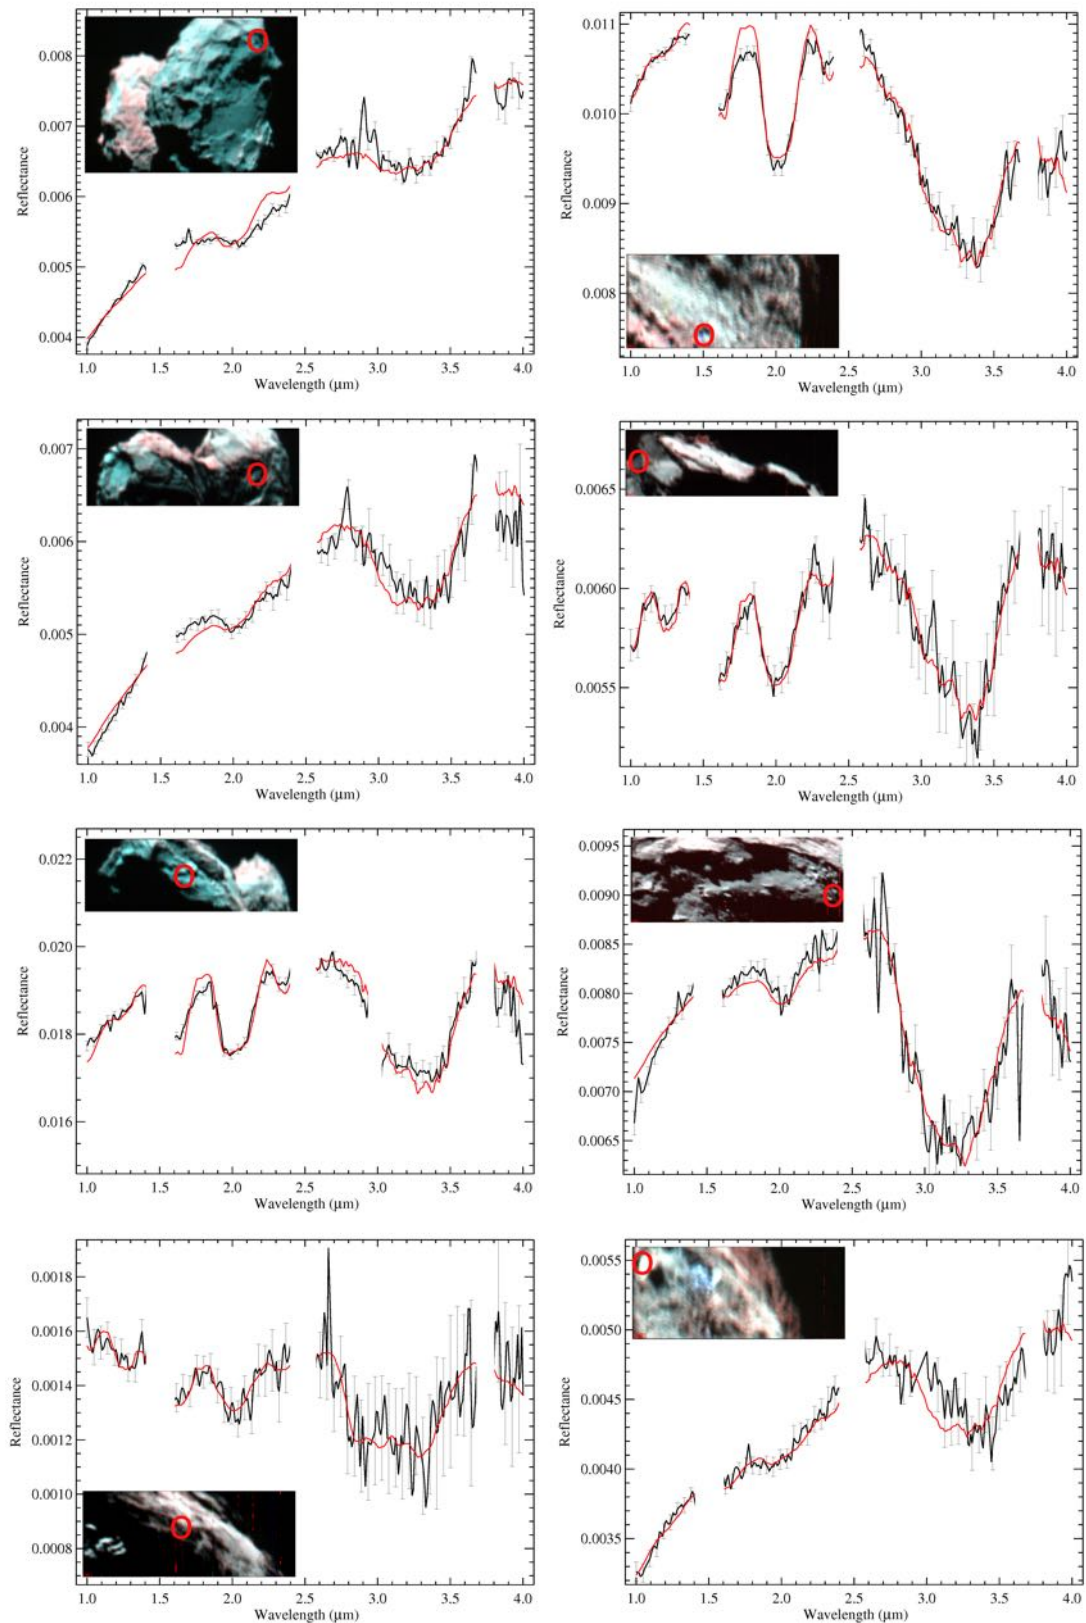 0.008
0.007
0.006
0.005
0.004
Reflectance
1.0 1.5 2.0 2.5 3.0 3.5 4.0
Wavelength (μm)
0.011
0.010
0.009
0.008
Reflectance
1.0 1.5 2.0 2.5 3.0 3.5 4.0
Wavelength (μm)
0.007
0.006
0.005
0.004
Reflectance
1.0 1.5 2.0 2.5 3.0 3.5 4.0
Wavelength (μm)
0.0065
0.0060
0.0055
Reflectance
1.0 1.5 2.0 2.5 3.0 3.5 4.0
Wavelength (μm)
0.022
0.020
0.018
0.016
Reflectance
1.0 1.5 2.0 2.5 3.0 3.5 4.0
Wavelength (μm)
0.0095
0.0090
0.0085
0.0080
0.0075
0.0070
0.0065
Reflectance
1.0 1.5 2.0 2.5 3.0 3.5 4.0
Wavelength (μm)
0.0018
0.0016
0.0014
0.0012
0.0010
0.0008
Reflectance
1.0 1.5 2.0 2.5 3.0 3.5 4.0
Wavelength (μm)
0.0055
0.0050
0.0045
0.0040
0.0035
Reflectance
1.0 1.5 2.0 2.5 3.0 3.5 4.0
Wavelength (μm)